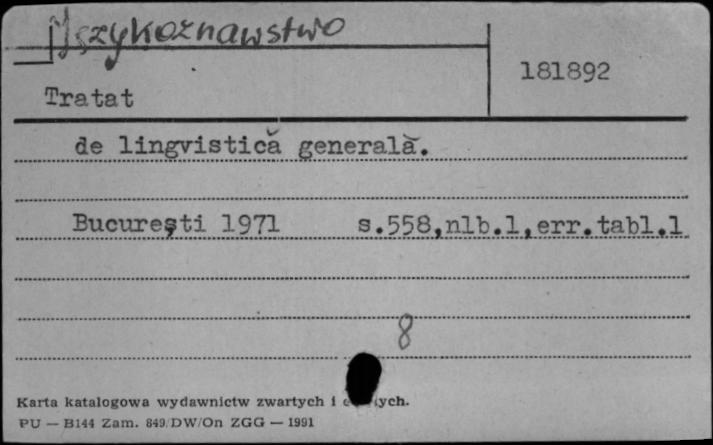 Językoznawstwo
181892
Tratat
de lingvistică generală.
București 1971 s.558,nlb.1,err.tabl.1
8
Karta katalogowa wydawnictw zwartych i
PU — B144 Zam. 849/DW/On ZGG — 1991